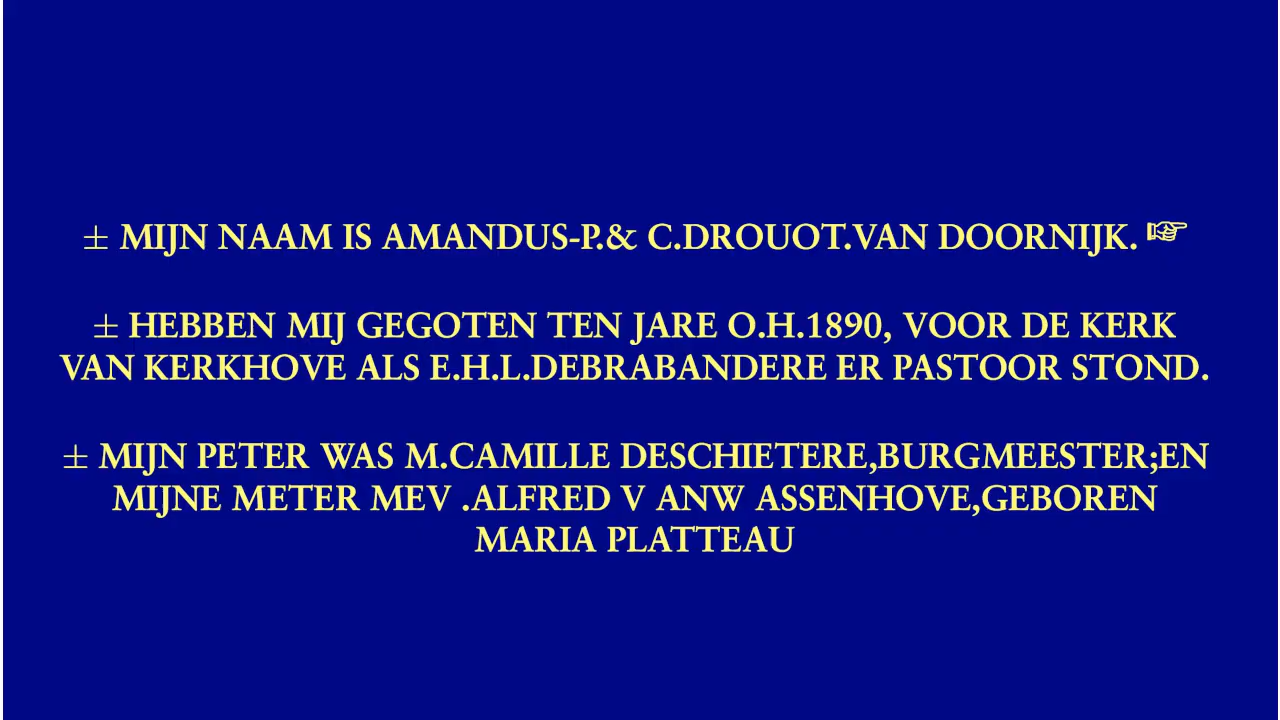 ± MIJN NAAM IS AMANDUS-P.& C.DROUOT.VAN DOORNIJK. ☞
± HEBBEN MIJ GEGOTEN TEN JARE O.H.1890, VOOR DE KERK
VAN KERKHOVE ALS E.H.L.DEBRABANDERE ER PASTOOR STOND.
± MIJN PETER WAS M.CAMILLE DESCHIETERE,BURGMEESTER;EN
MIJNE METER MEV .ALFRED V ANW ASSENHOVE,GEBOREN
MARIA PLATTEAU